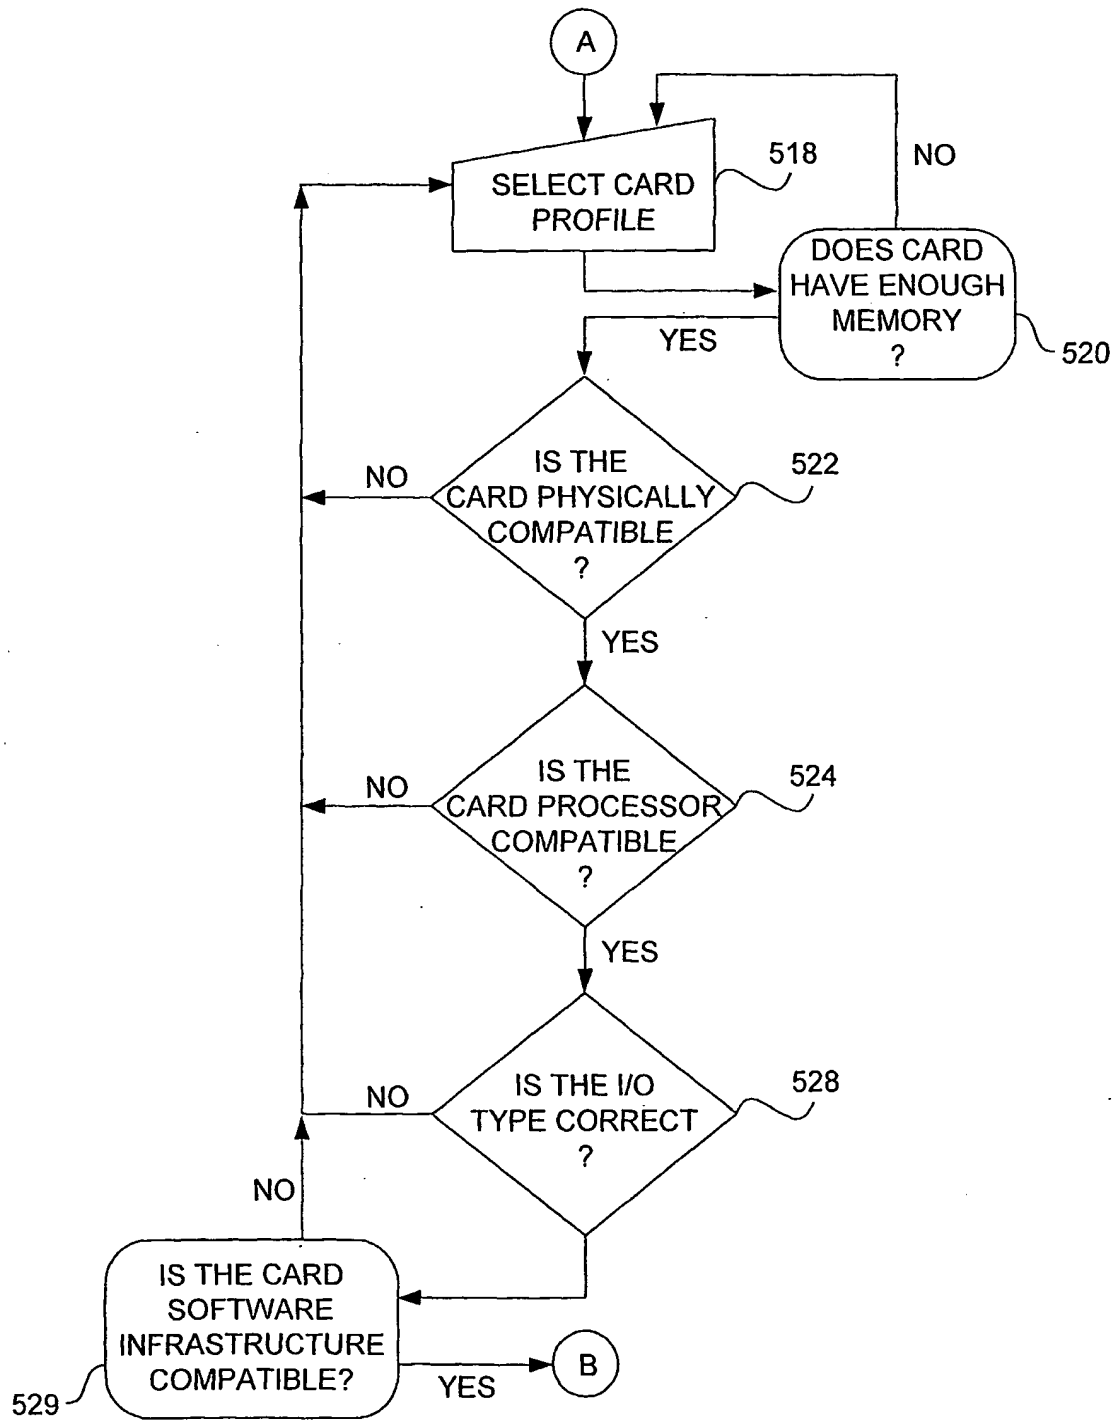 A
518
NO
SELECT CARD
PROFILE
DOES CARD
HAVE ENOUGH
MEMORY
?
520
YES
IS THE
CARD PHYSICALLY
COMPATIBLE
?
522
NO
YES
IS THE
CARD PROCESSOR
COMPATIBLE
?
524
NO
YES
IS THE I/O
TYPE CORRECT
?
528
NO
NO
IS THE CARD
SOFTWARE
INFRASTRUCTURE
COMPATIBLE?
529
YES
B